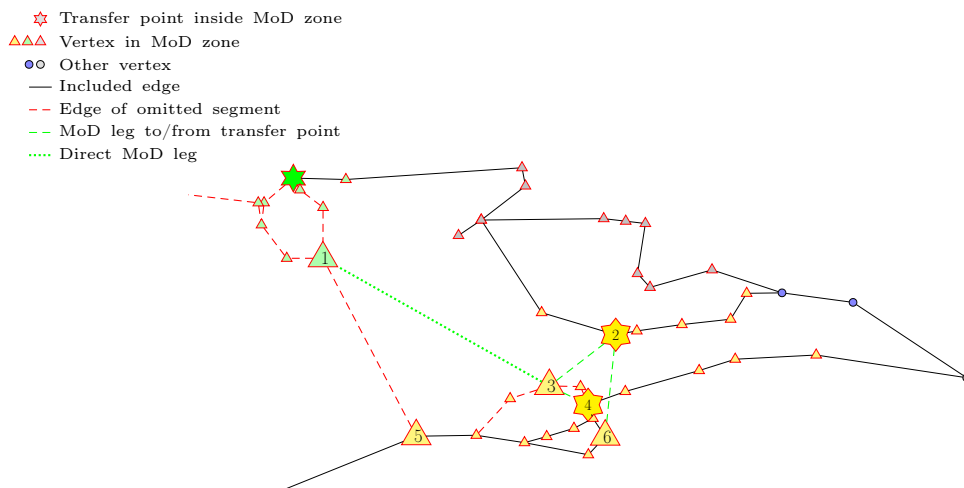 Transfer point inside MoD zone
Vertex in MoD zone
Other vertex
Included edge
Edge of omitted segment
MoD leg to/from transfer point
Direct MoD leg
1
2
3
4
5
6